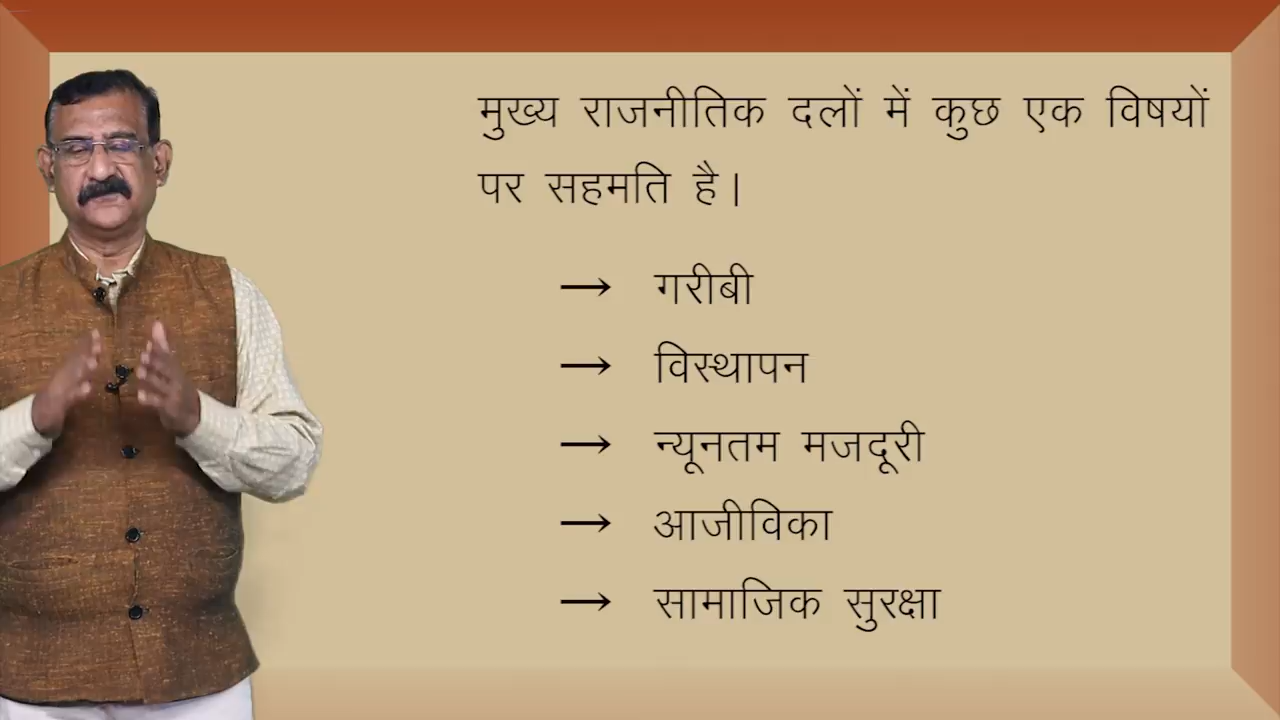 मुख्य राजनीतिक दलों में कुछ एक विषयों
पर सहमति है।
→ गरीबी
→ विस्थापन
→ न्यूनतम मजदूरी
→ आजीविका
→ सामाजिक सुरक्षा